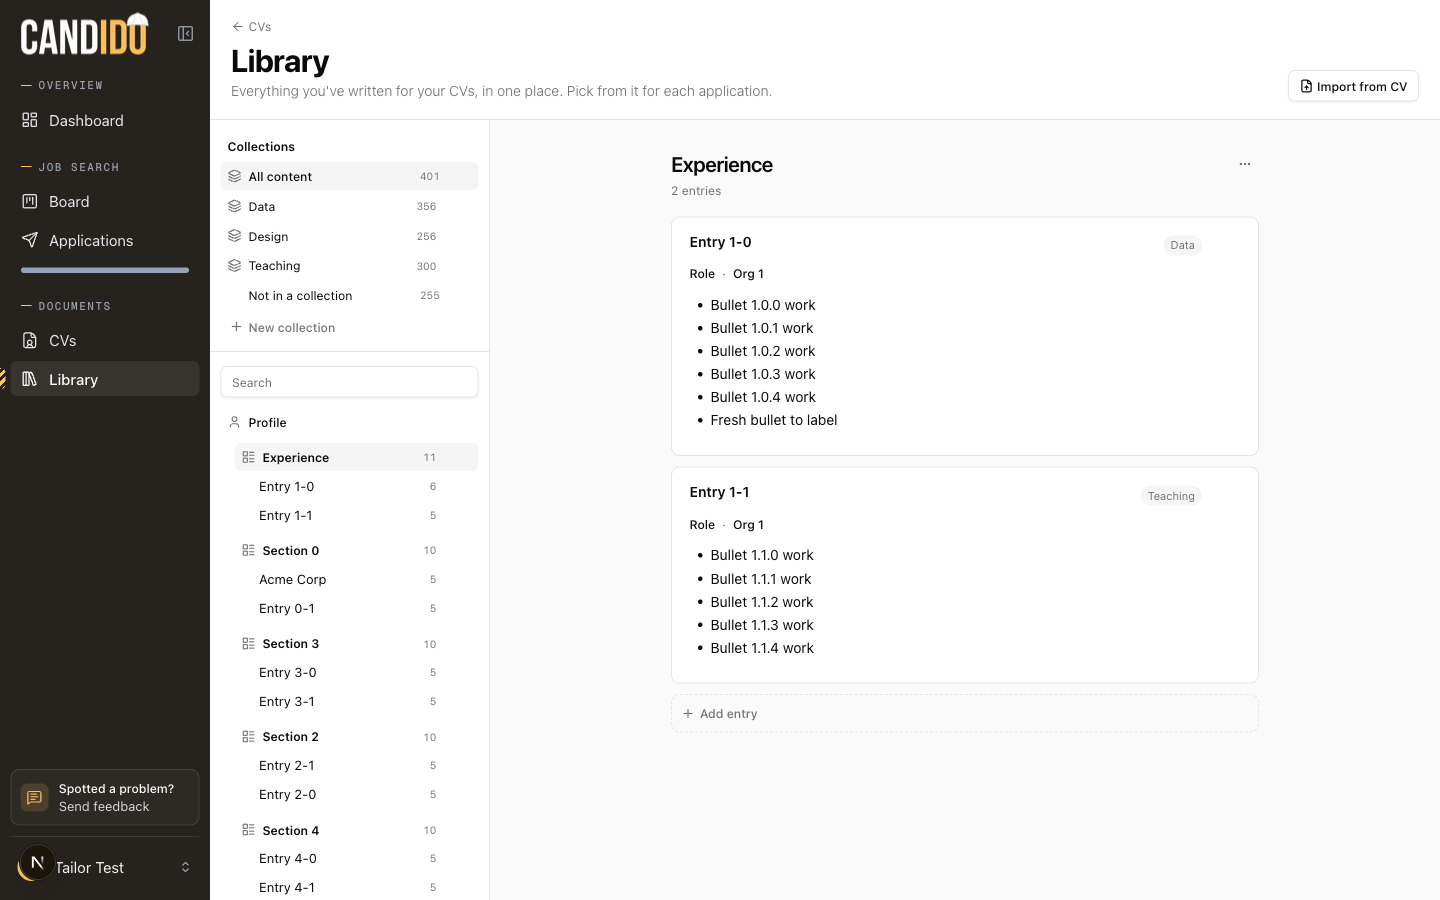 CANDIDO
OVERVIEW
Dashboard
JOB SEARCH
Board
Applications
DOCUMENTS
CVs
Library
Spotted a problem?
Send feedback
N
Tailor Test
← CVs
Library
Everything you've written for your CVs, in one place. Pick from it for each application.
Import from CV
Collections
All content 401
Data 356
Design 256
Teaching 300
Not in a collection 255
+ New collection
Search
Profile
Experience 11
Entry 1-0 6
Entry 1-1 5
Section 0 10
Acme Corp 5
Entry 0-1 5
Section 3 10
Entry 3-0 5
Entry 3-1 5
Section 2 10
Entry 2-1 5
Entry 2-0 5
Section 4 10
Entry 4-0 5
Entry 4-1 5
Experience
2 entries
Entry 1-0 Data
Role · Org 1
• Bullet 1.0.0 work
• Bullet 1.0.1 work
• Bullet 1.0.2 work
• Bullet 1.0.3 work
• Bullet 1.0.4 work
• Fresh bullet to label
Entry 1-1 Teaching
Role · Org 1
• Bullet 1.1.0 work
• Bullet 1.1.1 work
• Bullet 1.1.2 work
• Bullet 1.1.3 work
• Bullet 1.1.4 work
+ Add entry